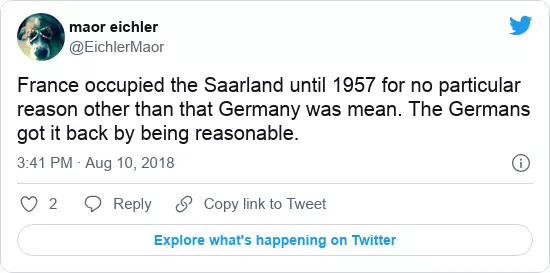 maor eichler
@EichlerMaor
France occupied the Saarland until 1957 for no particular
reason other than that Germany was mean. The Germans
got it back by being reasonable.
3:41 PM · Aug 10, 2018
2 Reply Copy link to Tweet
Explore what's happening on Twitter